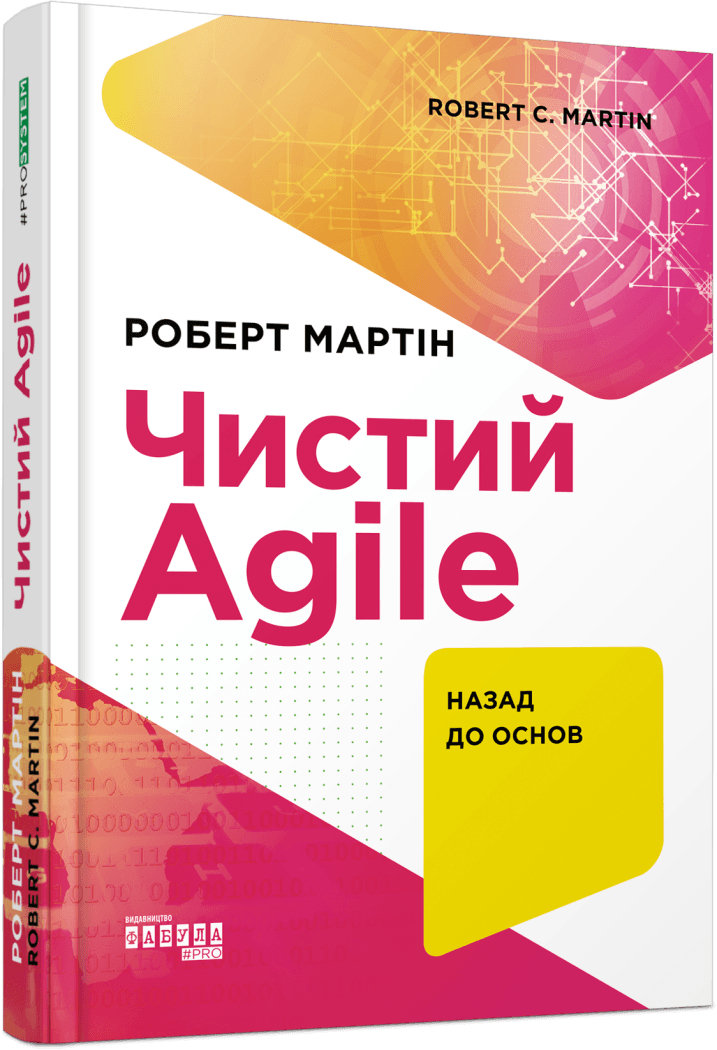 ROBERT C. MARTIN
РОБЕРТ МАРТІН
Чистий
Agile
НАЗАД
ДО ОСНОВ
ВИДАВНИЦТВО
ФАБУЛА
#PRO
#PROSYSTEM
Чистий Agile
РОБЕРТ МАРТІН
ROBERT C. MARTIN